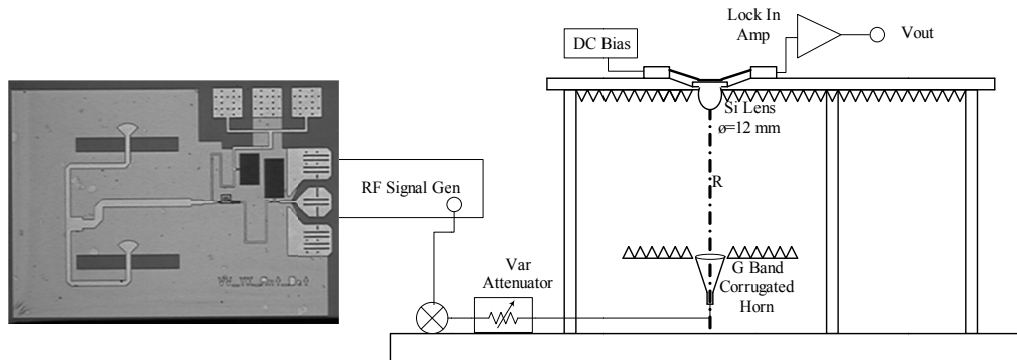 Lock In
Amp
DC Bias
Vout
Si Lens
ø=12 mm
R
RF Signal Gen
Var
Attenuator
G Band
Corrugated
Horn